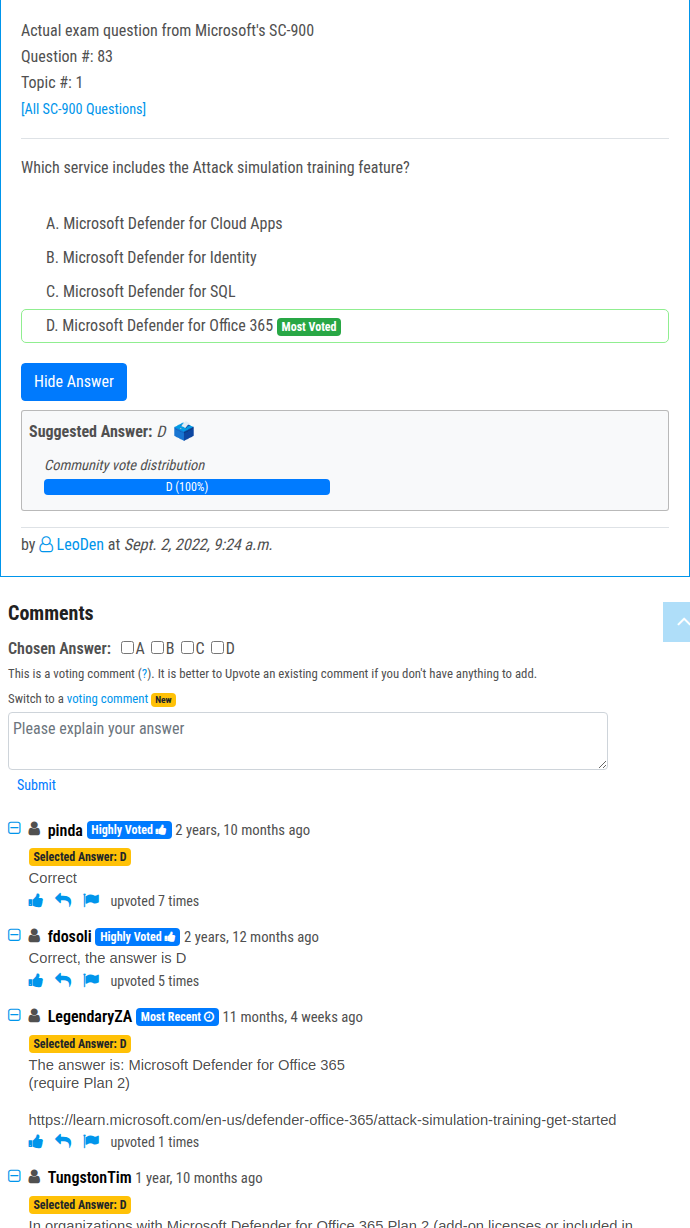 Actual exam question from Microsoft's SC-900
Question #: 83
Topic #: 1
[All SC-900 Questions]
Which service includes the Attack simulation training feature?
A. Microsoft Defender for Cloud Apps
B. Microsoft Defender for Identity
C. Microsoft Defender for SQL
D. Microsoft Defender for Office 365 Most Voted
Hide Answer
Suggested Answer: D
Community vote distribution
D (100%)
by LeoDen at Sept. 2, 2022, 9:24 a.m.
Comments
Chosen Answer: A B C D
This is a voting comment (?). It is better to Upvote an existing comment if you don't have anything to add.
Switch to a voting comment New
Please explain your answer
Submit
pinda Highly Voted 2 years, 10 months ago
Selected Answer: D
Correct
upvoted 7 times
fdosoli Highly Voted 2 years, 12 months ago
Correct, the answer is D
upvoted 5 times
LegendaryZA Most Recent 11 months, 4 weeks ago
Selected Answer: D
The answer is: Microsoft Defender for Office 365
(require Plan 2)
https://learn.microsoft.com/en-us/defender-office-365/attack-simulation-training-get-started
upvoted 1 times
TungstonTim 1 year, 10 months ago
Selected Answer: D
In organizations with Microsoft Defender for Office 365 Plan 2 (add-on licenses or included in